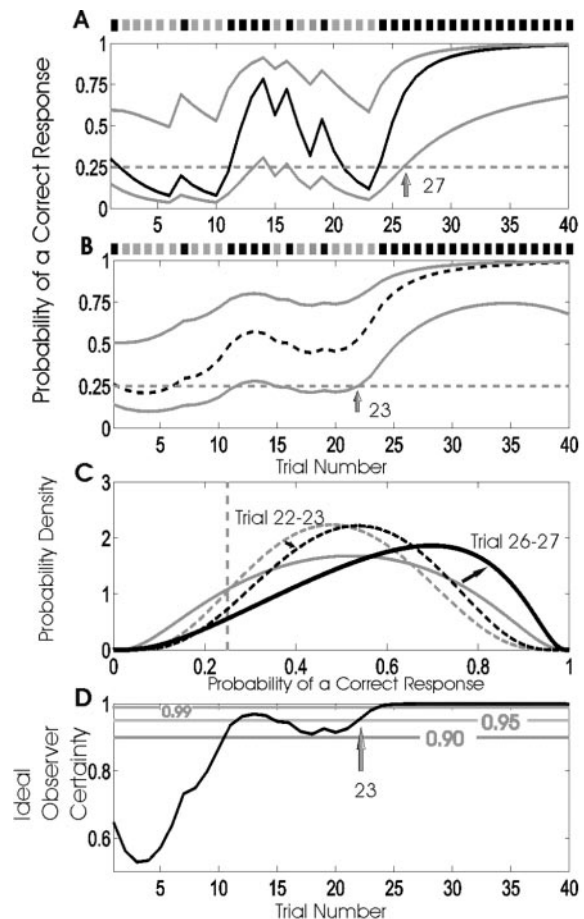 A
1
0.75
0.5
0.25
0
27
5 10 15 20 25 30 35 40
B
1
0.75
0.5
0.25
0
23
5 10 15 20 25 30 35 40
Trial Number
Probability of a Correct Response
C
3
2
1
0
Trial 22-23
Trial 26-27
0 0.2 0.4 0.6 0.8 1
Probability of a Correct Response
Probability Density
D
1
0.8
0.6
0.99
0.95
0.90
23
5 10 15 20 25 30 35 40
Trial Number
Ideal
Observer
Certainty